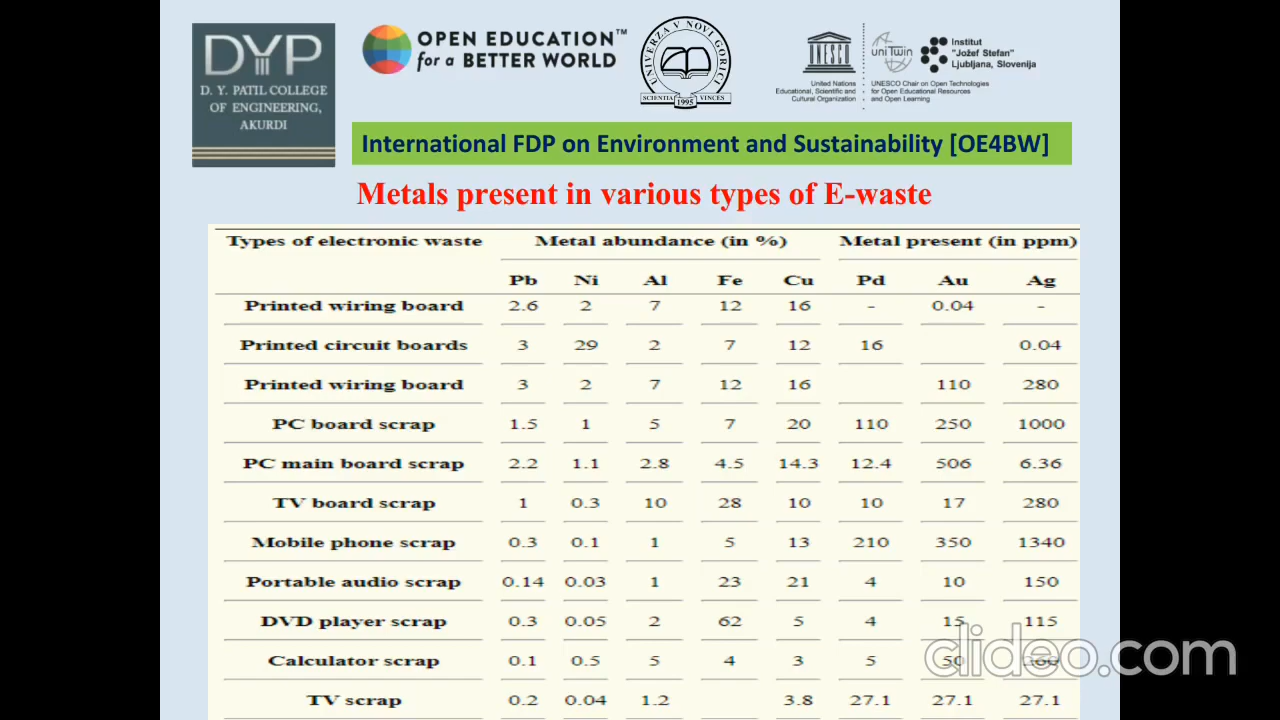 DYP
D. Y. PATIL COLLEGE
OF ENGINEERING,
AKURDI
OPEN EDUCATION™
for a BETTER WORLD
UNIVERZA V NOVI GORICI
SCIENTIA VINCES
1995
UNESCO
United Nations
Educational, Scientific and
Cultural Organization
uniTwin
Institut
"Jožef Stefan"
Ljubljana, Slovenija
UNESCO Chair on Open Technologies
for Open Educational Resources
and Open Learning
International FDP on Environment and Sustainability [OE4BW]
Metals present in various types of E-waste
Types of electronic waste Metal abundance (in %) Metal present (in ppm)
Pb Ni Al Fe Cu Pd Au Ag
Printed wiring board 2.6 2 7 12 16 - 0.04 -
Printed circuit boards 3 29 2 7 12 16 0.04
Printed wiring board 3 2 7 12 16 110 280
PC board scrap 1.5 1 5 7 20 110 250 1000
PC main board scrap 2.2 1.1 2.8 4.5 14.3 12.4 506 6.36
TV board scrap 1 0.3 10 28 10 10 17 280
Mobile phone scrap 0.3 0.1 1 5 13 210 350 1340
Portable audio scrap 0.14 0.03 1 23 21 4 10 150
DVD player scrap 0.3 0.05 2 62 5 4 15 115
Calculator scrap 0.1 0.5 5 4 3 5 50 260
TV scrap 0.2 0.04 1.2 3.8 27.1 27.1 27.1
clideo.com